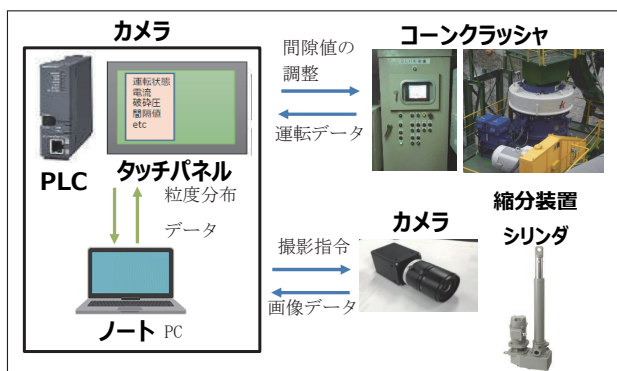 カメラ
コーンクラッシャ
間隙値の
調整
運転データ
運転状態
電流
破砕圧
間隔値
etc
PLC
タッチパネル
粒度分布
データ
縮分装置
シリンダ
カメラ
撮影指令
画像データ
ノート PC